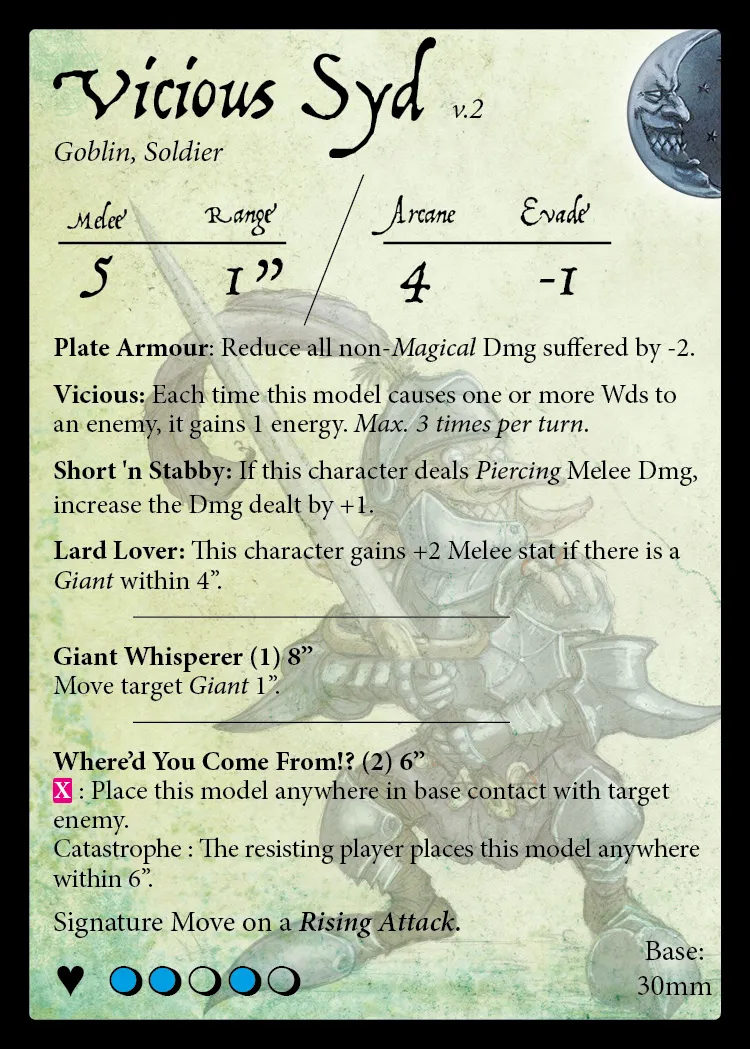 Vicious Syd v.2
Goblin, Soldier
Melee Range Arcane Evade
5 1” 4 -1
Plate Armour: Reduce all non-Magical Dmg suffered by -2.
Vicious: Each time this model causes one or more Wds to
an enemy, it gains 1 energy. Max. 3 times per turn.
Short 'n Stabby: If this character deals Piercing Melee Dmg,
increase the Dmg dealt by +1.
Lard Lover: This character gains +2 Melee stat if there is a
Giant within 4”.
Giant Whisperer (1) 8”
Move target Giant 1”.
Where’d You Come From!? (2) 6”
X : Place this model anywhere in base contact with target
enemy.
Catastrophe : The resisting player places this model anywhere
within 6”.
Signature Move on a Rising Attack.
Base:
30mm